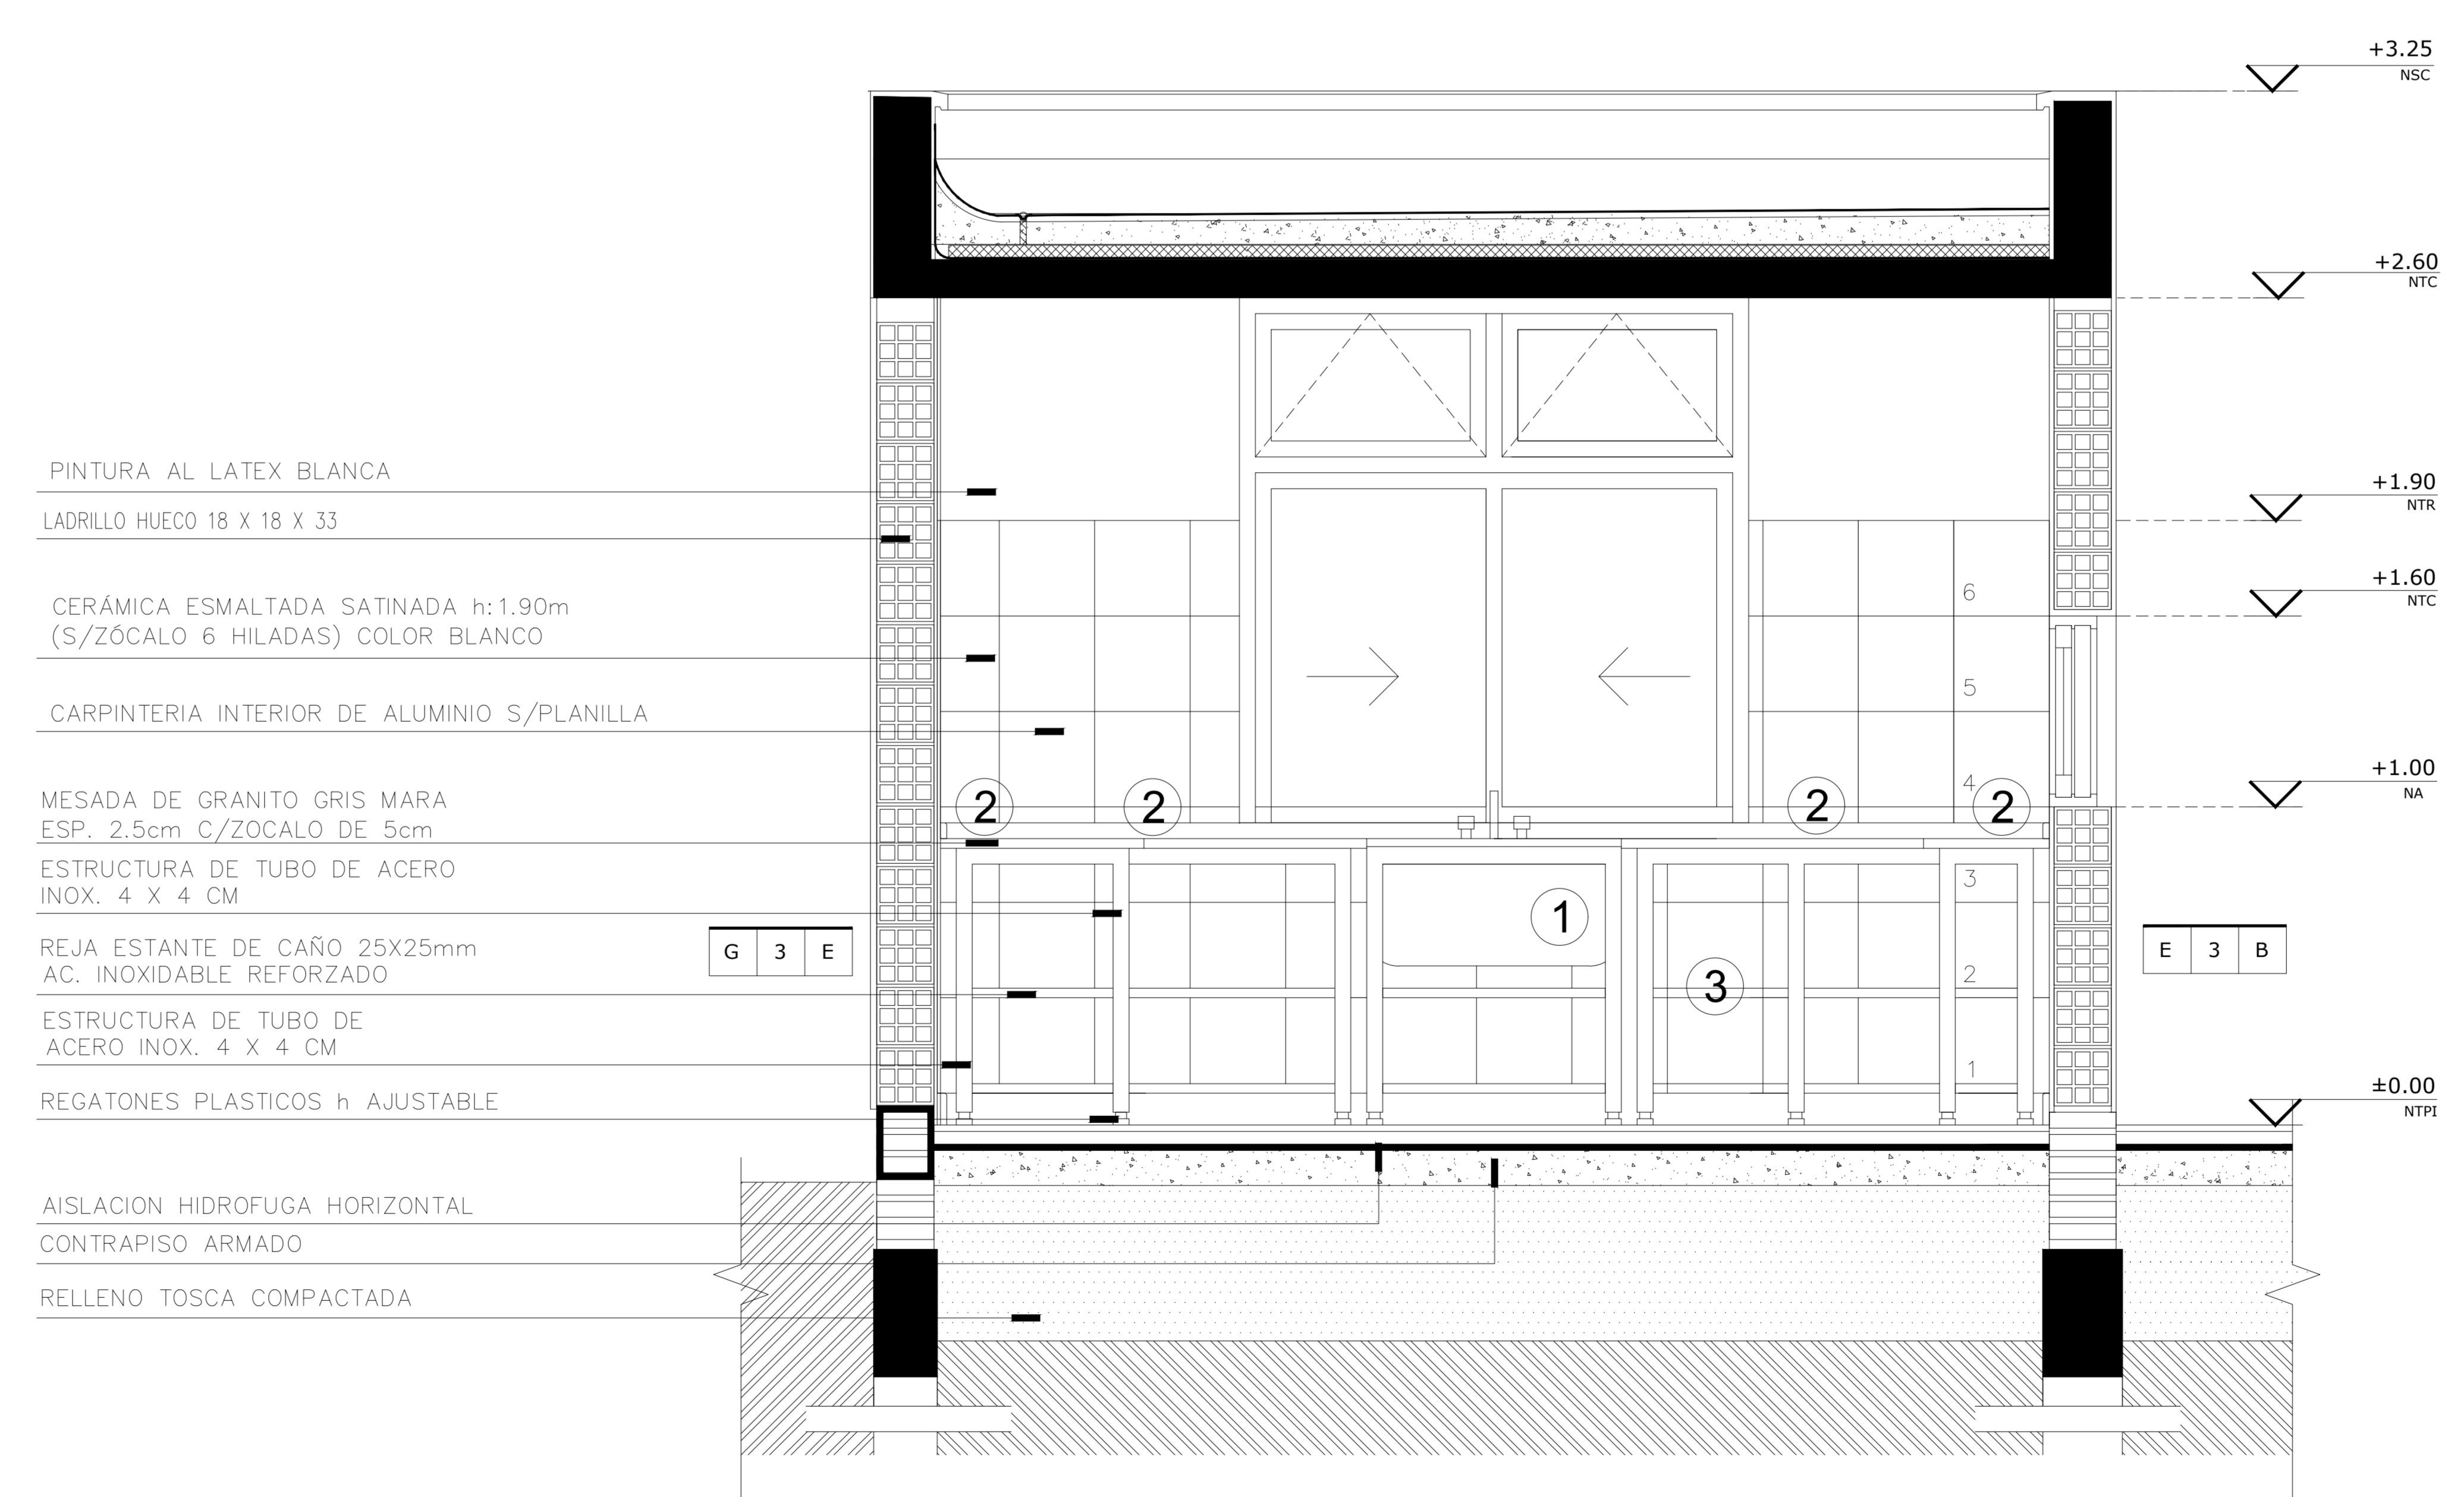 +3.25
NSC
+2.60
NTC
PINTURA AL LATEX BLANCA
+1.90
NTR
LADRILLO HUECO 18 X 18 X 33
CERÁMICA ESMALTADA SATINADA h:1.90m
(S/ZÓCALO 6 HILADAS) COLOR BLANCO
6
+1.60
NTC
5
CARPINTERIA INTERIOR DE ALUMINIO S/PLANILLA
4
+1.00
NA
MESADA DE GRANITO GRIS MARA
ESP. 2.5cm C/ZOCALO DE 5cm
2 2 2 2
ESTRUCTURA DE TUBO DE ACERO
INOX. 4 X 4 CM
3
1
REJA ESTANTE DE CAÑO 25X25mm
AC. INOXIDABLE REFORZADO
G 3 E
3
2
E 3 B
ESTRUCTURA DE TUBO DE
ACERO INOX. 4 X 4 CM
1
REGATONES PLASTICOS h AJUSTABLE
±0.00
NTPI
AISLACION HIDROFUGA HORIZONTAL
CONTRAPISO ARMADO
RELLENO TOSCA COMPACTADA